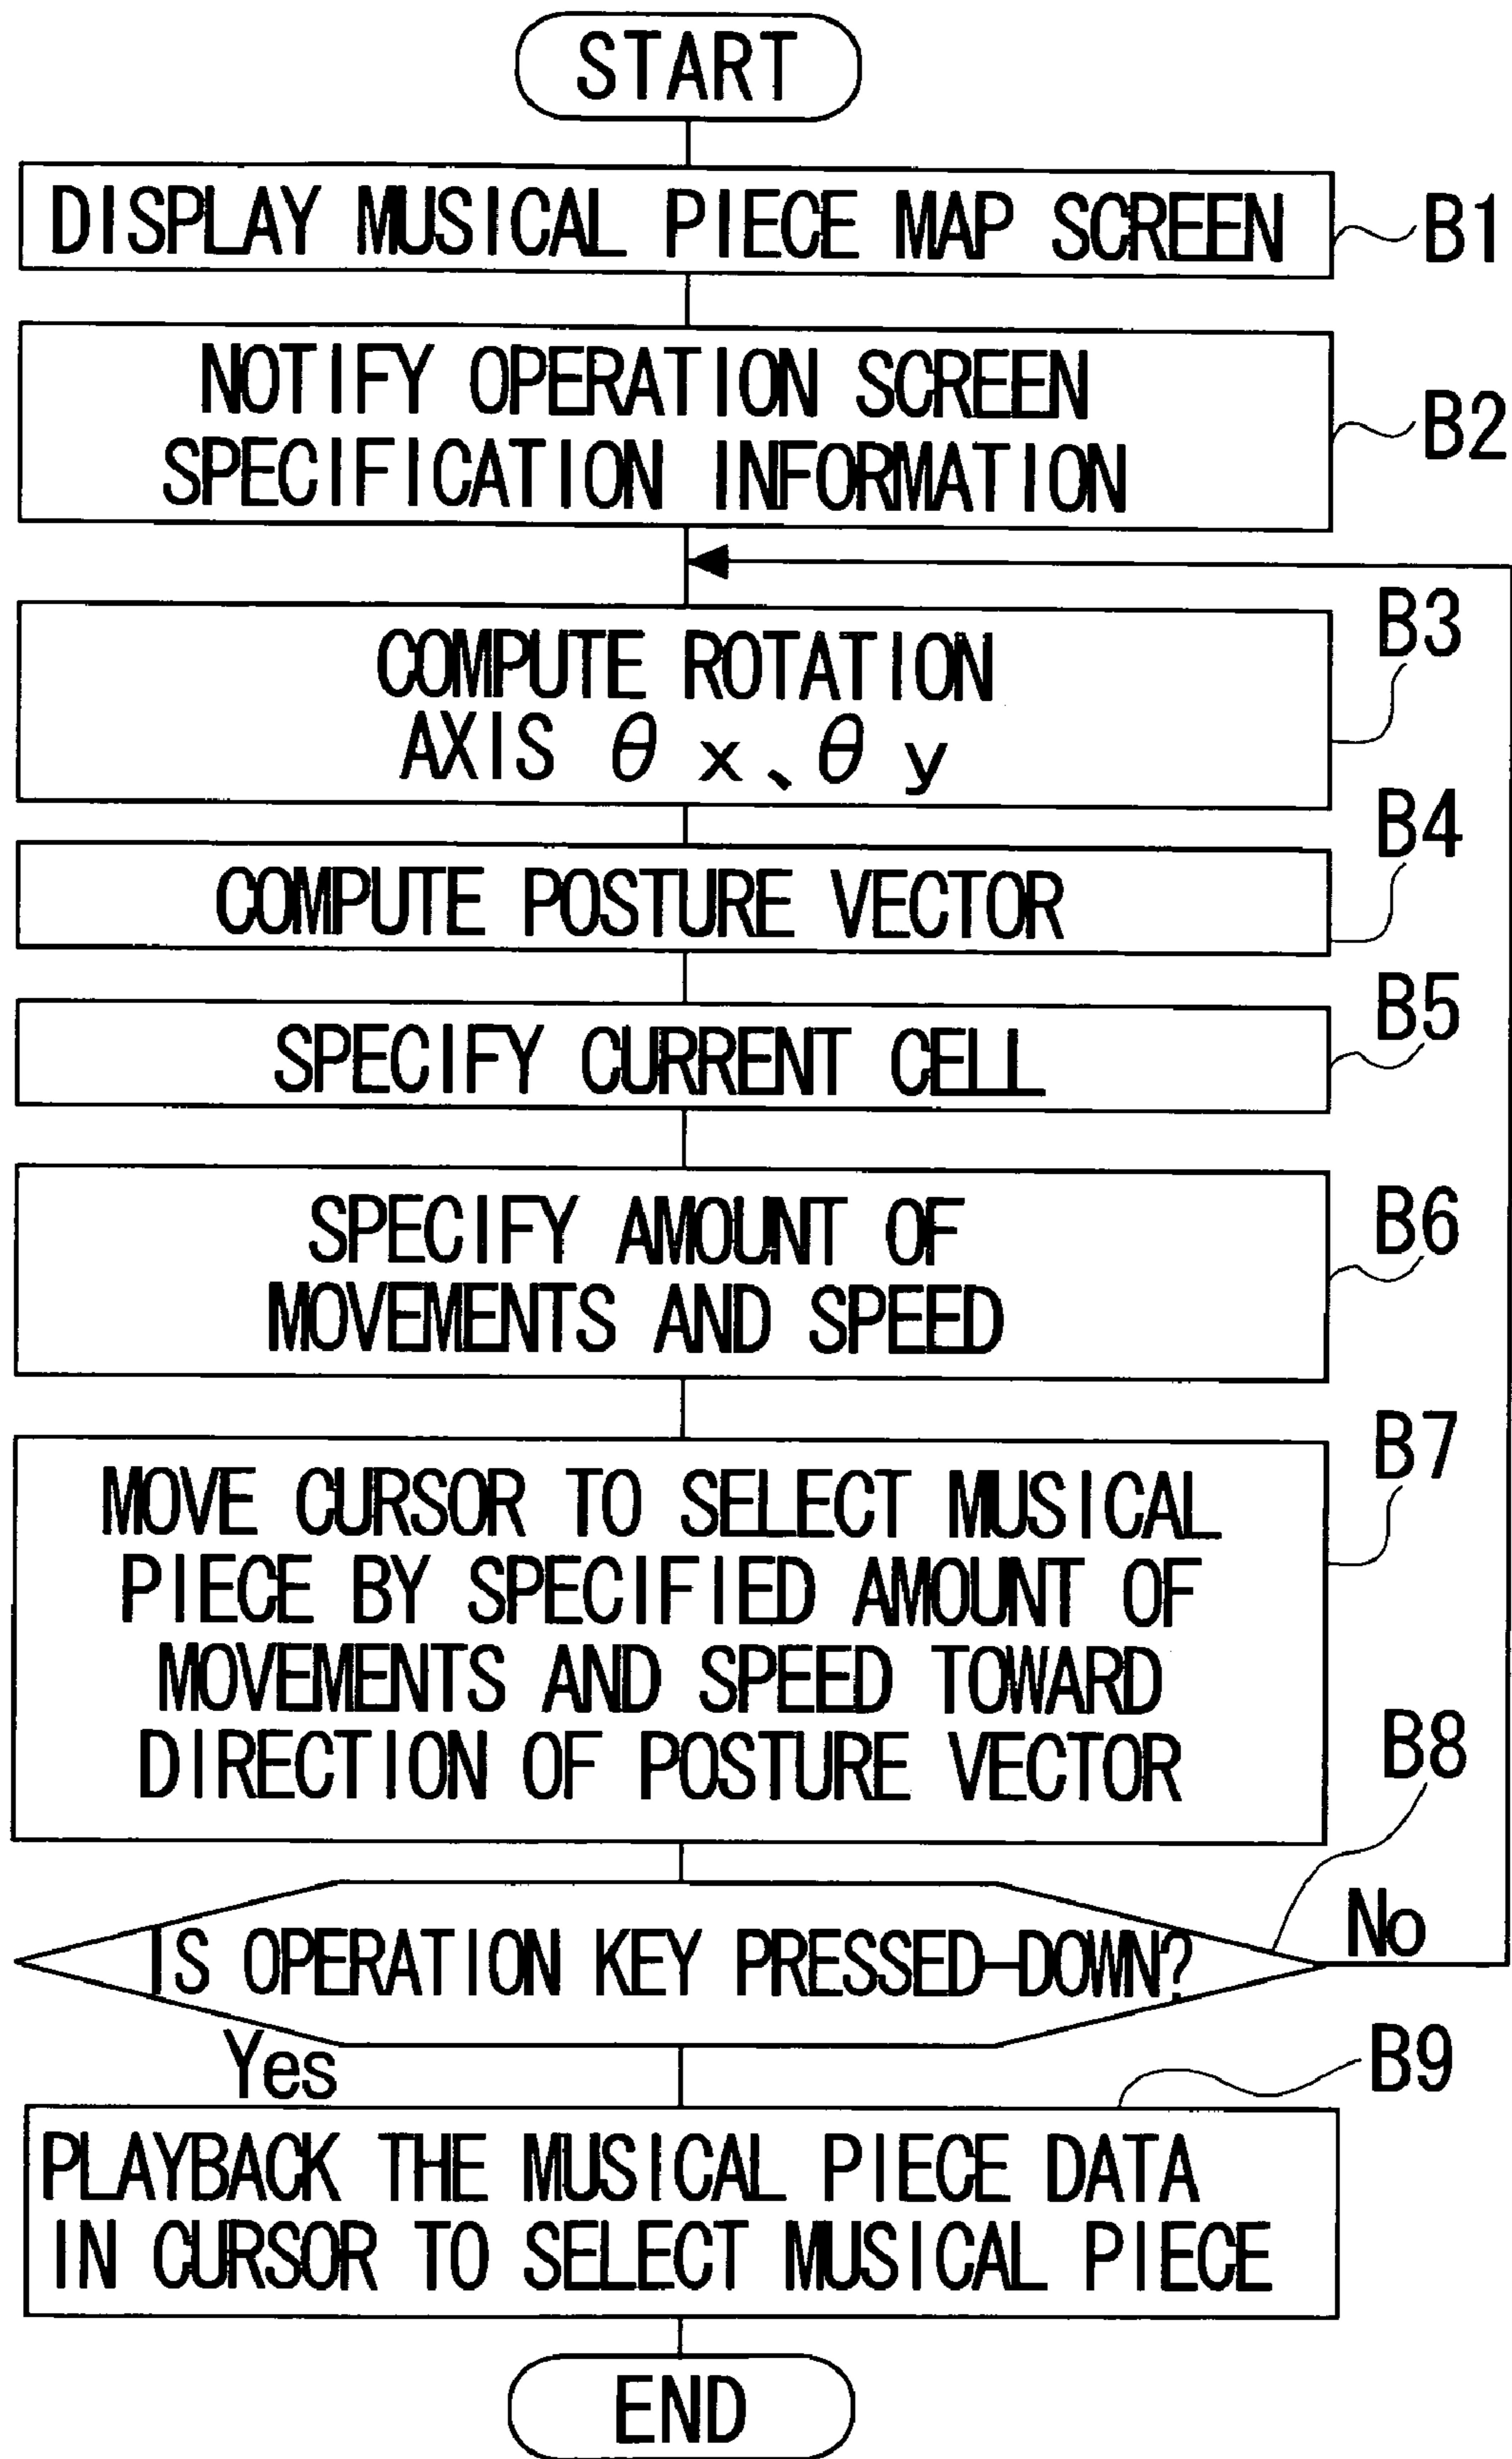 START
DISPLAY MUSICAL PIECE MAP SCREEN
B1
NOTIFY OPERATION SCREEN
SPECIFICATION INFORMATION
B2
COMPUTE ROTATION
AXIS θ x、θ y
B3
COMPUTE POSTURE VECTOR
B4
SPECIFY CURRENT CELL
B5
SPECIFY AMOUNT OF
MOVEMENTS AND SPEED
B6
MOVE CURSOR TO SELECT MUSICAL
PIECE BY SPECIFIED AMOUNT OF
MOVEMENTS AND SPEED TOWARD
DIRECTION OF POSTURE VECTOR
B7
IS OPERATION KEY PRESSED-DOWN?
B8
No
Yes
PLAYBACK THE MUSICAL PIECE DATA
IN CURSOR TO SELECT MUSICAL PIECE
B9
END